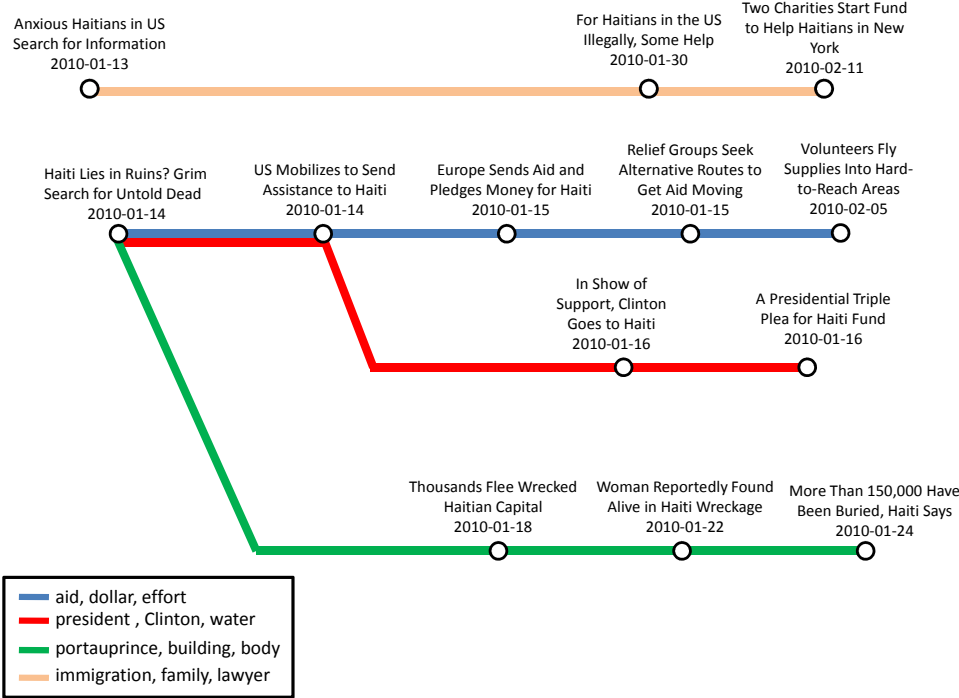 Anxious Haitians in US
Search for Information
2010-01-13
For Haitians in the US
Illegally, Some Help
2010-01-30
Two Charities Start Fund
to Help Haitians in New
York
2010-02-11
Haiti Lies in Ruins? Grim
Search for Untold Dead
2010-01-14
US Mobilizes to Send
Assistance to Haiti
2010-01-14
Europe Sends Aid and
Pledges Money for Haiti
2010-01-15
Relief Groups Seek
Alternative Routes to
Get Aid Moving
2010-01-15
Volunteers Fly
Supplies Into Hard-
to-Reach Areas
2010-02-05
In Show of
Support, Clinton
Goes to Haiti
2010-01-16
A Presidential Triple
Plea for Haiti Fund
2010-01-16
Thousands Flee Wrecked
Haitian Capital
2010-01-18
Woman Reportedly Found
Alive in Haiti Wreckage
2010-01-22
More Than 150,000 Have
Been Buried, Haiti Says
2010-01-24
aid, dollar, effort
president , Clinton, water
portauprince, building, body
immigration, family, lawyer